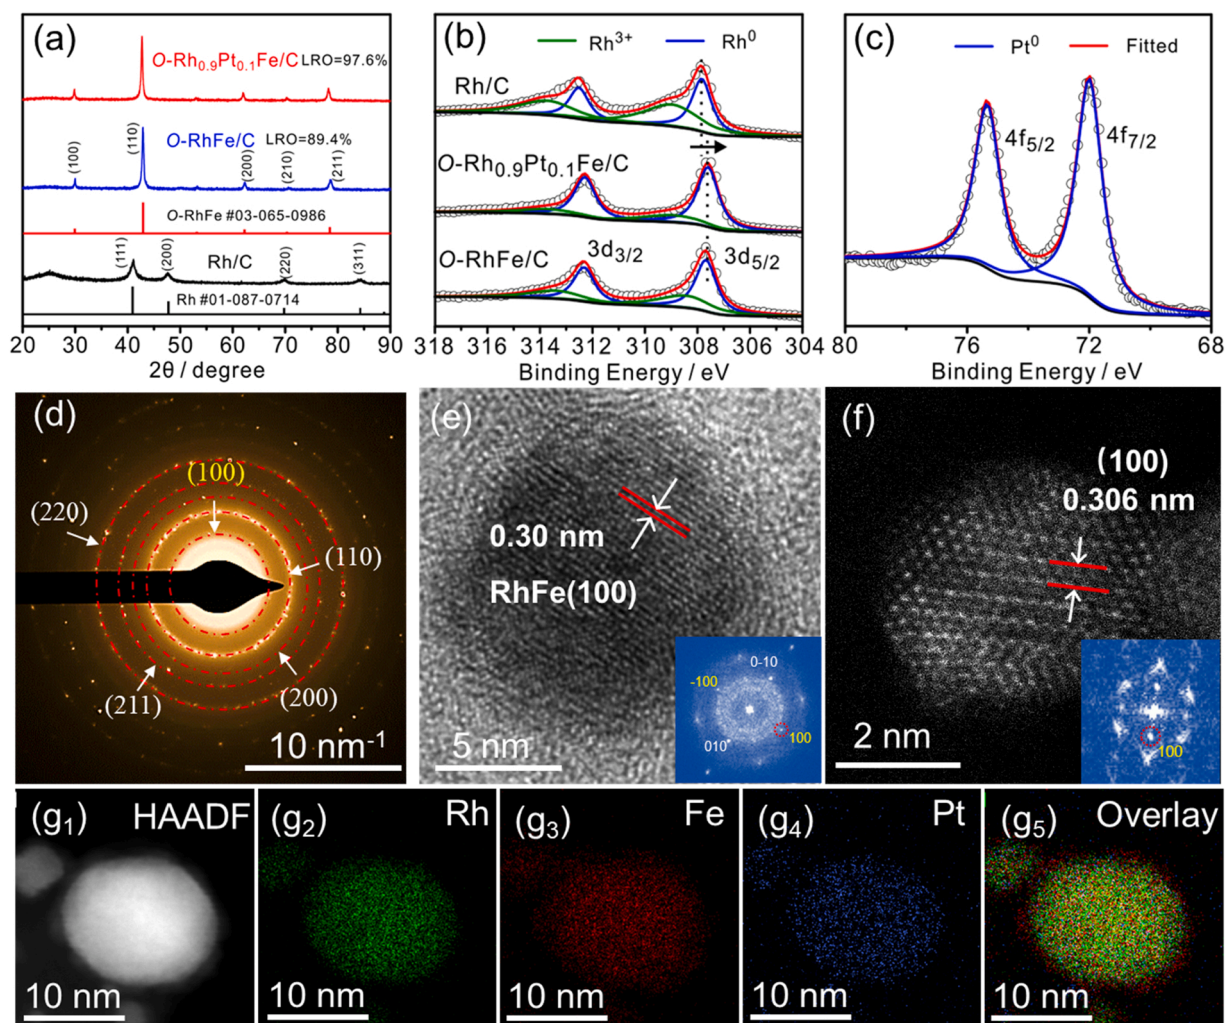 (a)
O-Rh0.9Pt0.1Fe/C LRO=97.6%
O-RhFe/C LRO=89.4%
(100)
(110)
(200)
(210)
(211)
O-RhFe #03-065-0986
(111)
(200)
Rh/C
(220)
(311)
Rh #01-087-0714
20 30 40 50 60 70 80 90
2θ / degree
(b)
Rh3+ Rh0
Rh/C
O-Rh0.9Pt0.1Fe/C
O-RhFe/C
3d3/2
3d5/2
318 316 314 312 310 308 306 304
Binding Energy / eV
(c)
Pt0 Fitted
4f5/2
4f7/2
80 76 72 68
Binding Energy / eV
(d)
(100)
(220)
(110)
(211)
(200)
10 nm-1
(e)
0.30 nm
RhFe(100)
0-10
-100
100
010
5 nm
(f)
(100)
0.306 nm
100
2 nm
(g1) HAADF
10 nm
(g2) Rh
10 nm
(g3) Fe
10 nm
(g4) Pt
10 nm
(g5) Overlay
10 nm